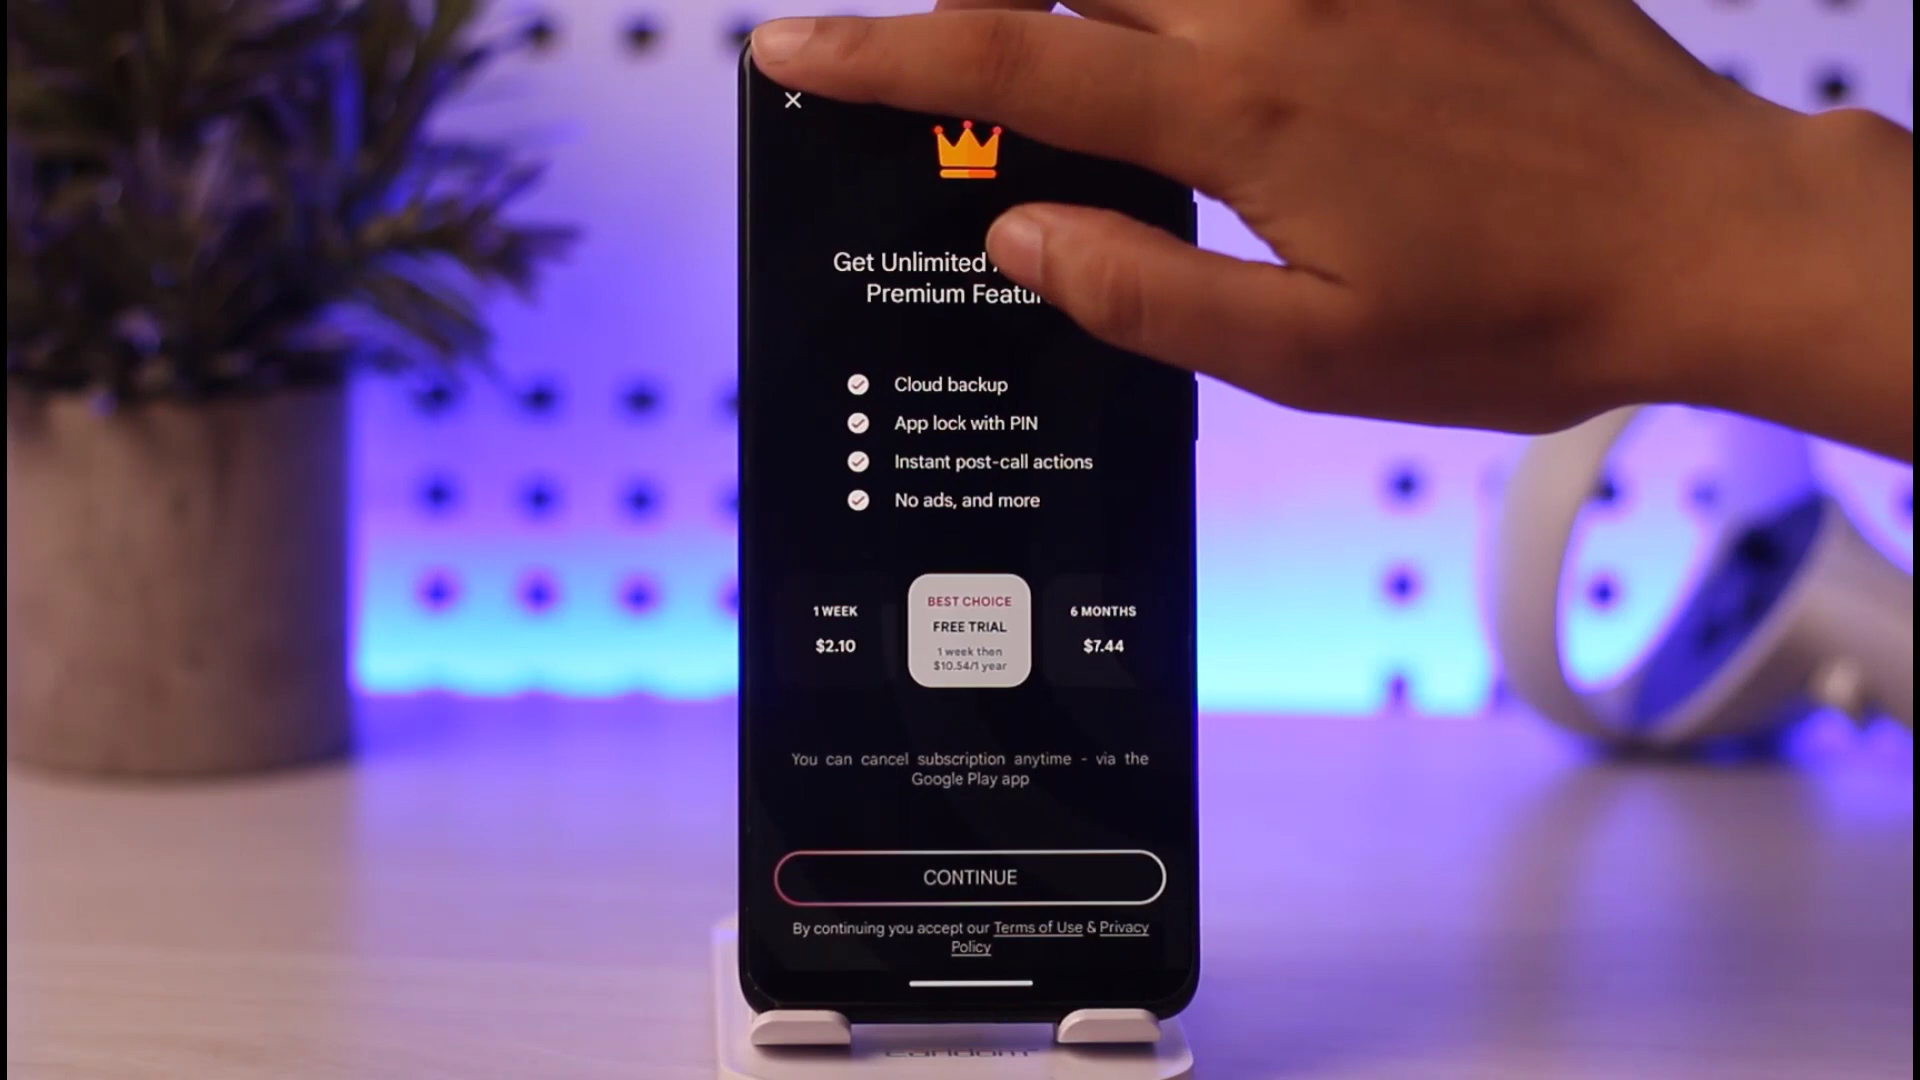 Get Unlimited
Premium
Cloud backup
App lock with PIN
Instant post-call actions
No ads, and more
1 WEEK
$2.10
BEST CHOICE
FREE TRIAL
1 week then
$10.54/1 year
6 MONTHS
$7.44
You can cancel subscription anytime - via the
Google Play app
CONTINUE
By continuing you accept our Terms of Use & Privacy
Policy